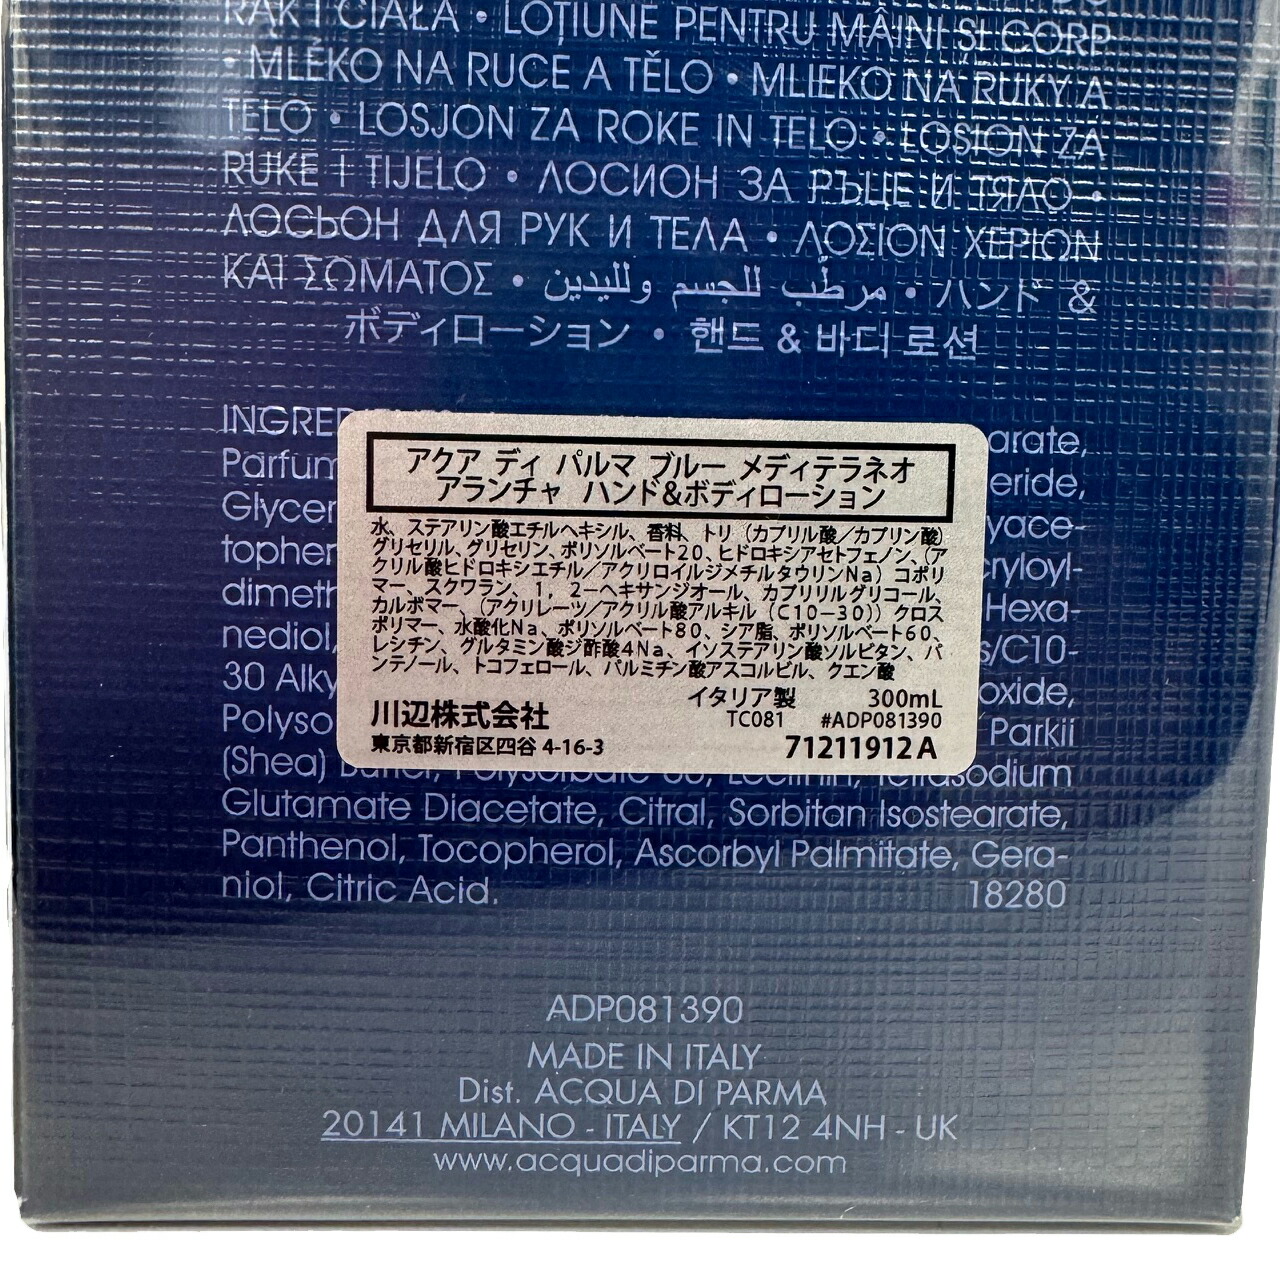 RĄK I CIAŁA • LOȚIUNE PENTRU MÂINI ȘI CORP
• MLÉKO NA RUCE A TĚLO • MLIEKO NA RUKY A
TELO • LOSJON ZA ROKE IN TELO • LOSION ZA
RUKE I TIJELO • ЛОСИОН ЗА РЪЦЕ И ТЯЛО •
ЛОСЬОН ДЛЯ РУК И ТЕЛА • ΛΟΣΙΟΝ ΧΕΡΙΩΝ
ΚΑΙ ΣΩΜΑΤΟΣ • مرطب للجسم ولليدين • ハンド &
ボディローション • 핸드 & 바디 로션
INGRE
arate,
Parfum
eride,
Glycer
yace-
topher
cryloyl-
dimeth
Hexa-
nediol,
s/C10-
30 Alky
oxide,
Polyso
Parkii
(Shea) Butter, Polysorbate 60, Lecithin, Tetrasodium
Glutamate Diacetate, Citral, Sorbitan Isostearate,
Panthenol, Tocopherol, Ascorbyl Palmitate, Gera-
niol, Citric Acid. 18280
アクア ディ パルマ ブルー メディテラネオ
アランチャ ハンド&ボディローション
水、ステアリン酸エチルヘキシル、香料、トリ（カプリル酸／カプリン酸）
グリセリル、グリセリン、ポリソルベート20、ヒドロキシアセトフェノン、（ア
クリル酸ヒドロキシエチル／アクリロイルジメチルタウリンNa）コポリ
マー、スクワラン、1，2－ヘキサンジオール、カプリリルグリコール、
カルボマー、（アクリレーツ／アクリル酸アルキル（C10－30））クロス
ポリマー、水酸化Na、ポリソルベート80、シア脂、ポリソルベート60、
レシチン、グルタミン酸ジ酢酸4Na、イソステアリン酸ソルビタン、パ
ンテノール、トコフェロール、パルミチン酸アスコルビル、クエン酸
イタリア製 300mL
川辺株式会社 TC081 #ADP081390
東京都新宿区四谷 4-16-3 71211912A
ADP081390
MADE IN ITALY
Dist. ACQUA DI PARMA
20141 MILANO - ITALY / KT12 4NH - UK
www.acquadiparma.com